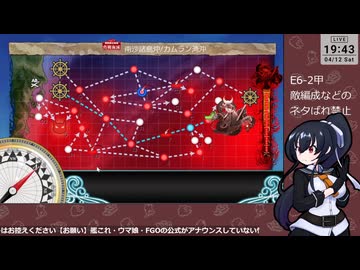 南沙諸島沖/カムラン湾沖
LIVE
19:43
04/12 Sat
E6-2甲
敵編成などの
ネタばれ禁止
はお控えください【お願い】艦これ・ウマ娘・FGOの公式がアナウンスしていない